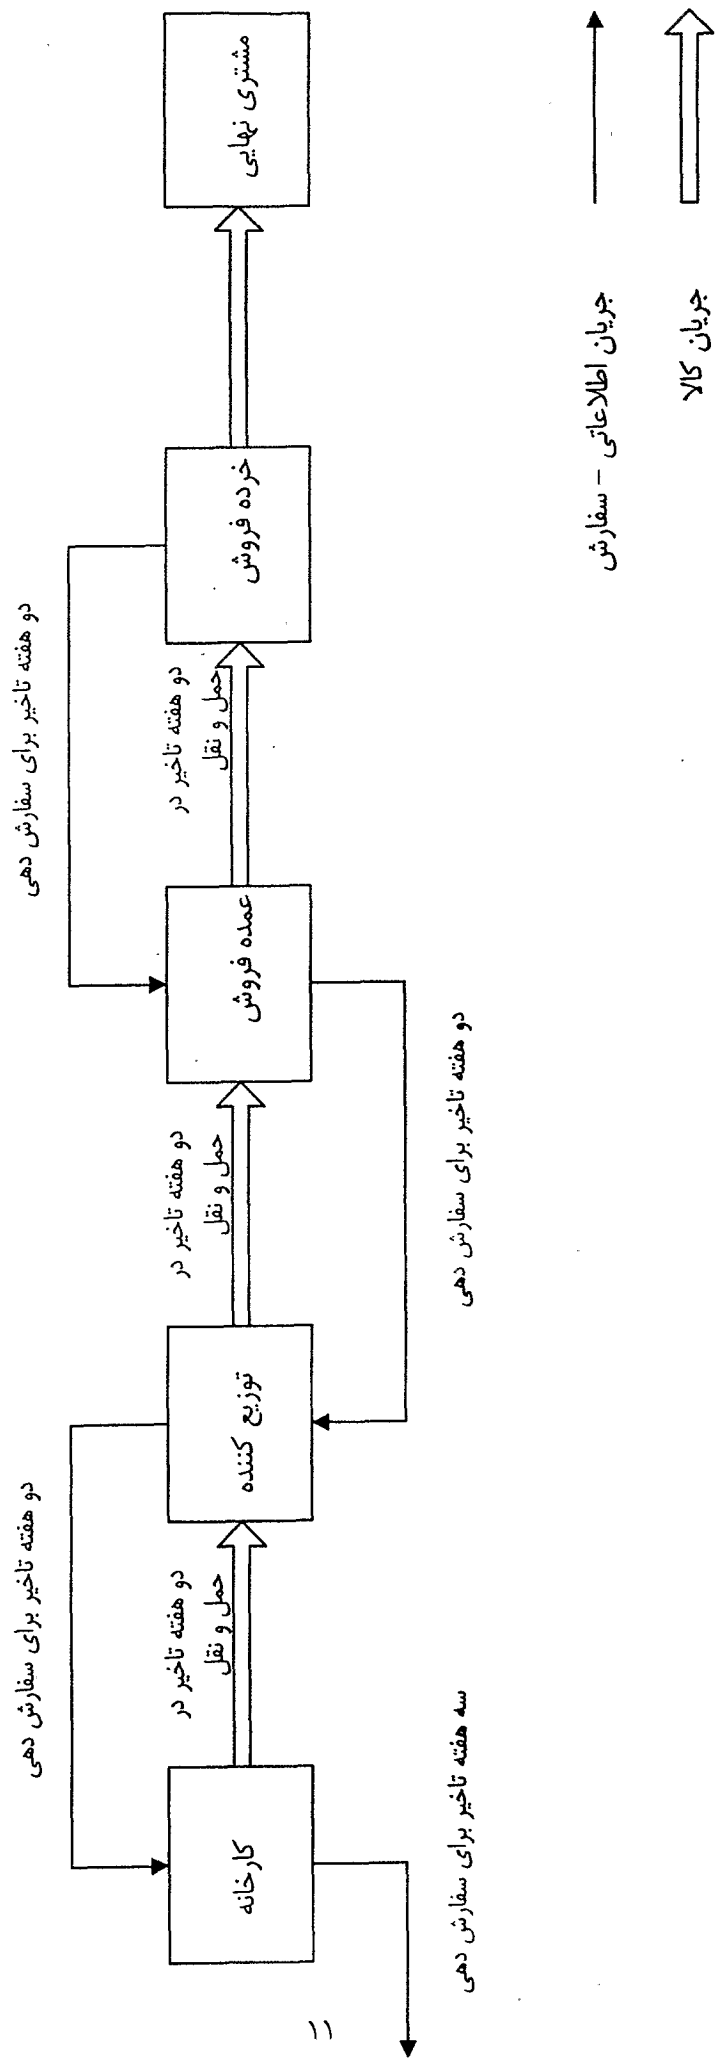 مشتری نهایی
خرده فروش
عمده فروش
توزیع کننده
کارخانه
دو هفته تاخیر در
حمل و نقل
دو هفته تاخیر در
حمل و نقل
دو هفته تاخیر در
حمل و نقل
دو هفته تاخیر برای سفارش دهی
دو هفته تاخیر برای سفارش دهی
دو هفته تاخیر برای سفارش دهی
سه هفته تاخیر برای سفارش دهی
جریان اطلاعاتی – سفارش
جریان کالا
۱۱